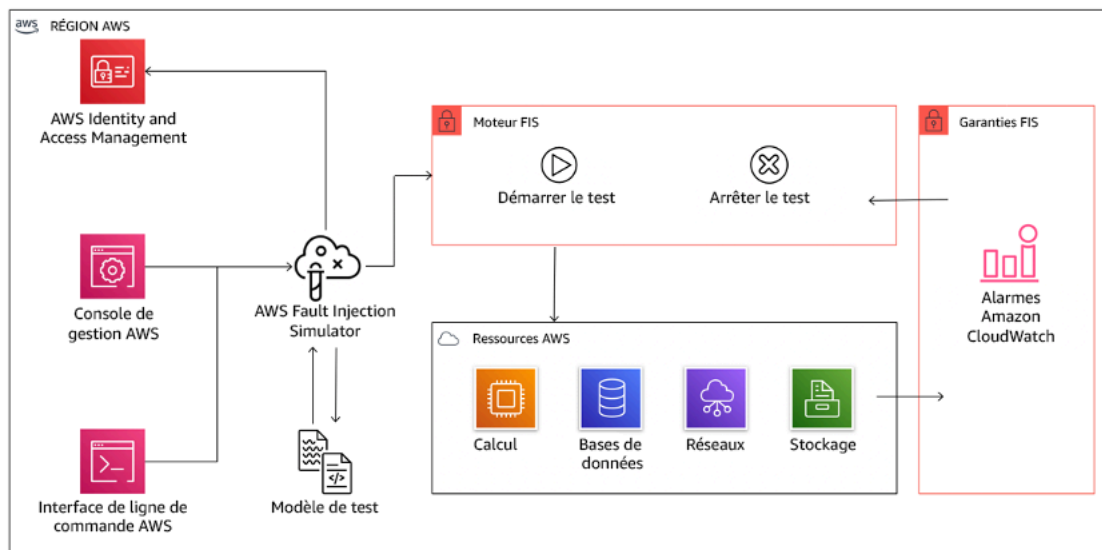 aws
RÉGION AWS
AWS Identity and
Access Management
Moteur FIS
Démarrer le test
Arrêter le test
Garanties FIS
Console de
gestion AWS
AWS Fault Injection
Simulator
Alarmes
Amazon
CloudWatch
Ressources AWS
Calcul
Bases de
données
Réseaux
Stockage
Interface de ligne de
commande AWS
Modèle de test